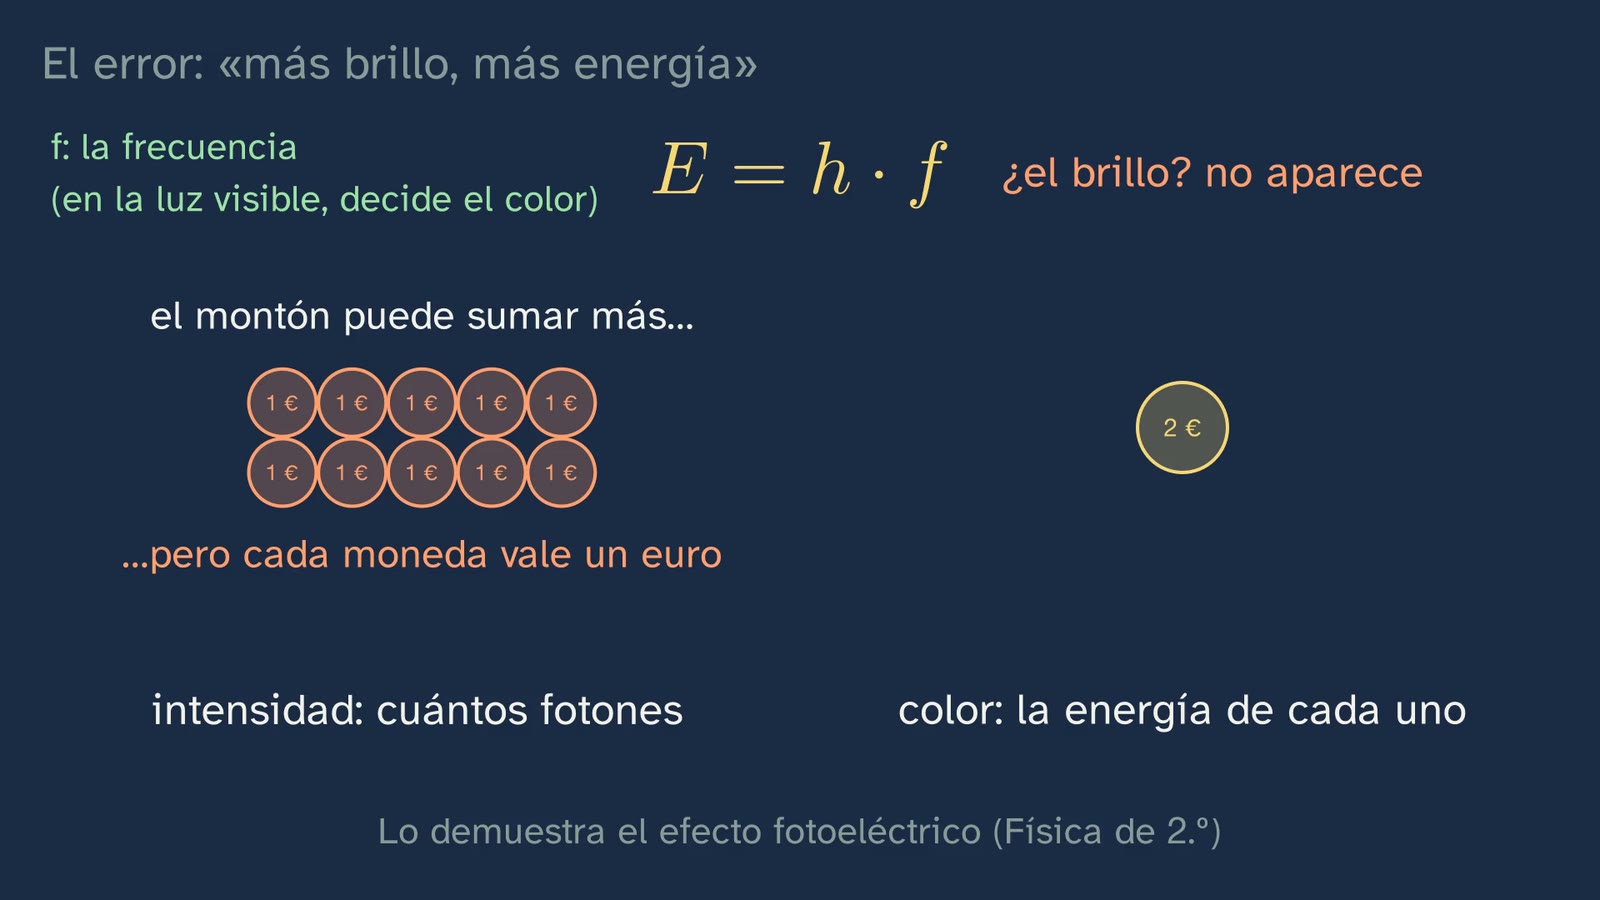 El error: «más brillo, más energía»
f: la frecuencia
(en la luz visible, decide el color)
E = h · f
¿el brillo? no aparece
el montón puede sumar más...
1 € 1 € 1 € 1 € 1 €
2 €
1 € 1 € 1 € 1 € 1 €
...pero cada moneda vale un euro
intensidad: cuántos fotones
color: la energía de cada uno
Lo demuestra el efecto fotoeléctrico (Física de 2.º)